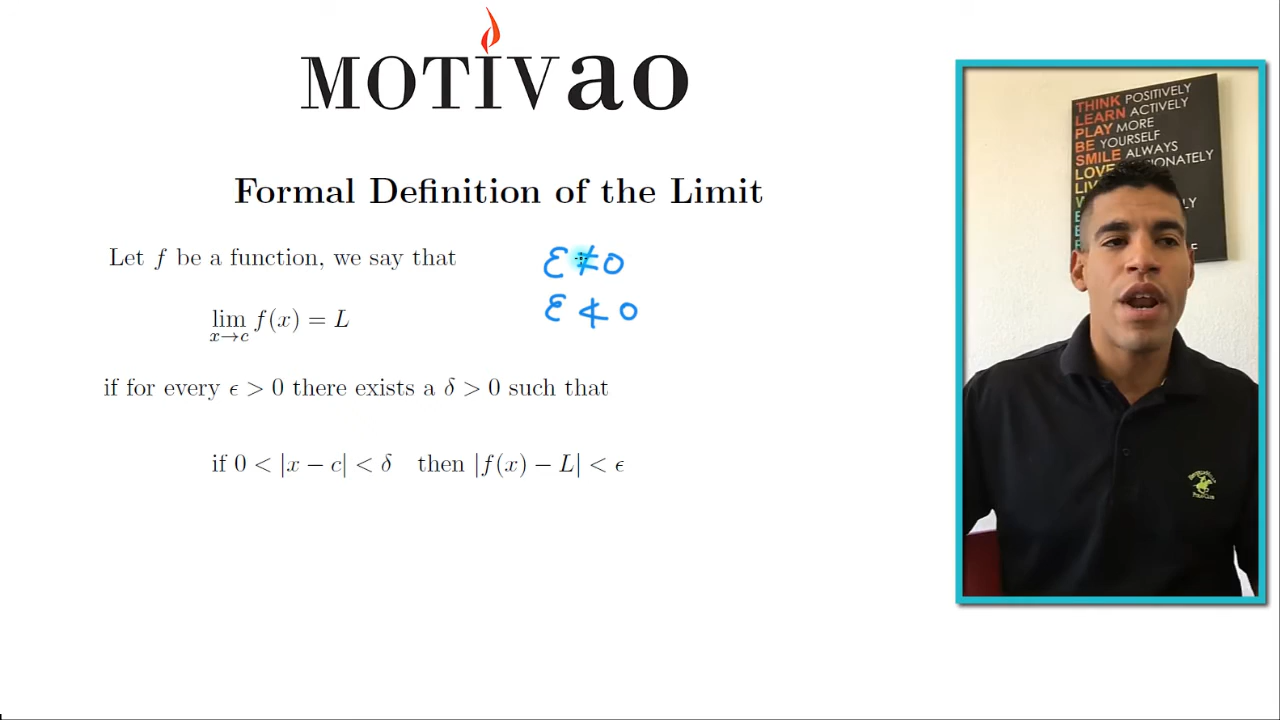 MOTIVao
Formal Definition of the Limit
Let f be a function, we say that
lim f(x) = L
x→c
if for every ϵ > 0 there exists a δ > 0 such that
if 0 < |x − c| < δ then |f(x) − L| < ϵ
ε ≠ 0
ε ≮ 0
THINK POSITIVELY
LEARN ACTIVELY
PLAY MORE
BE YOURSELF
SMILE ALWAYS
LOVE